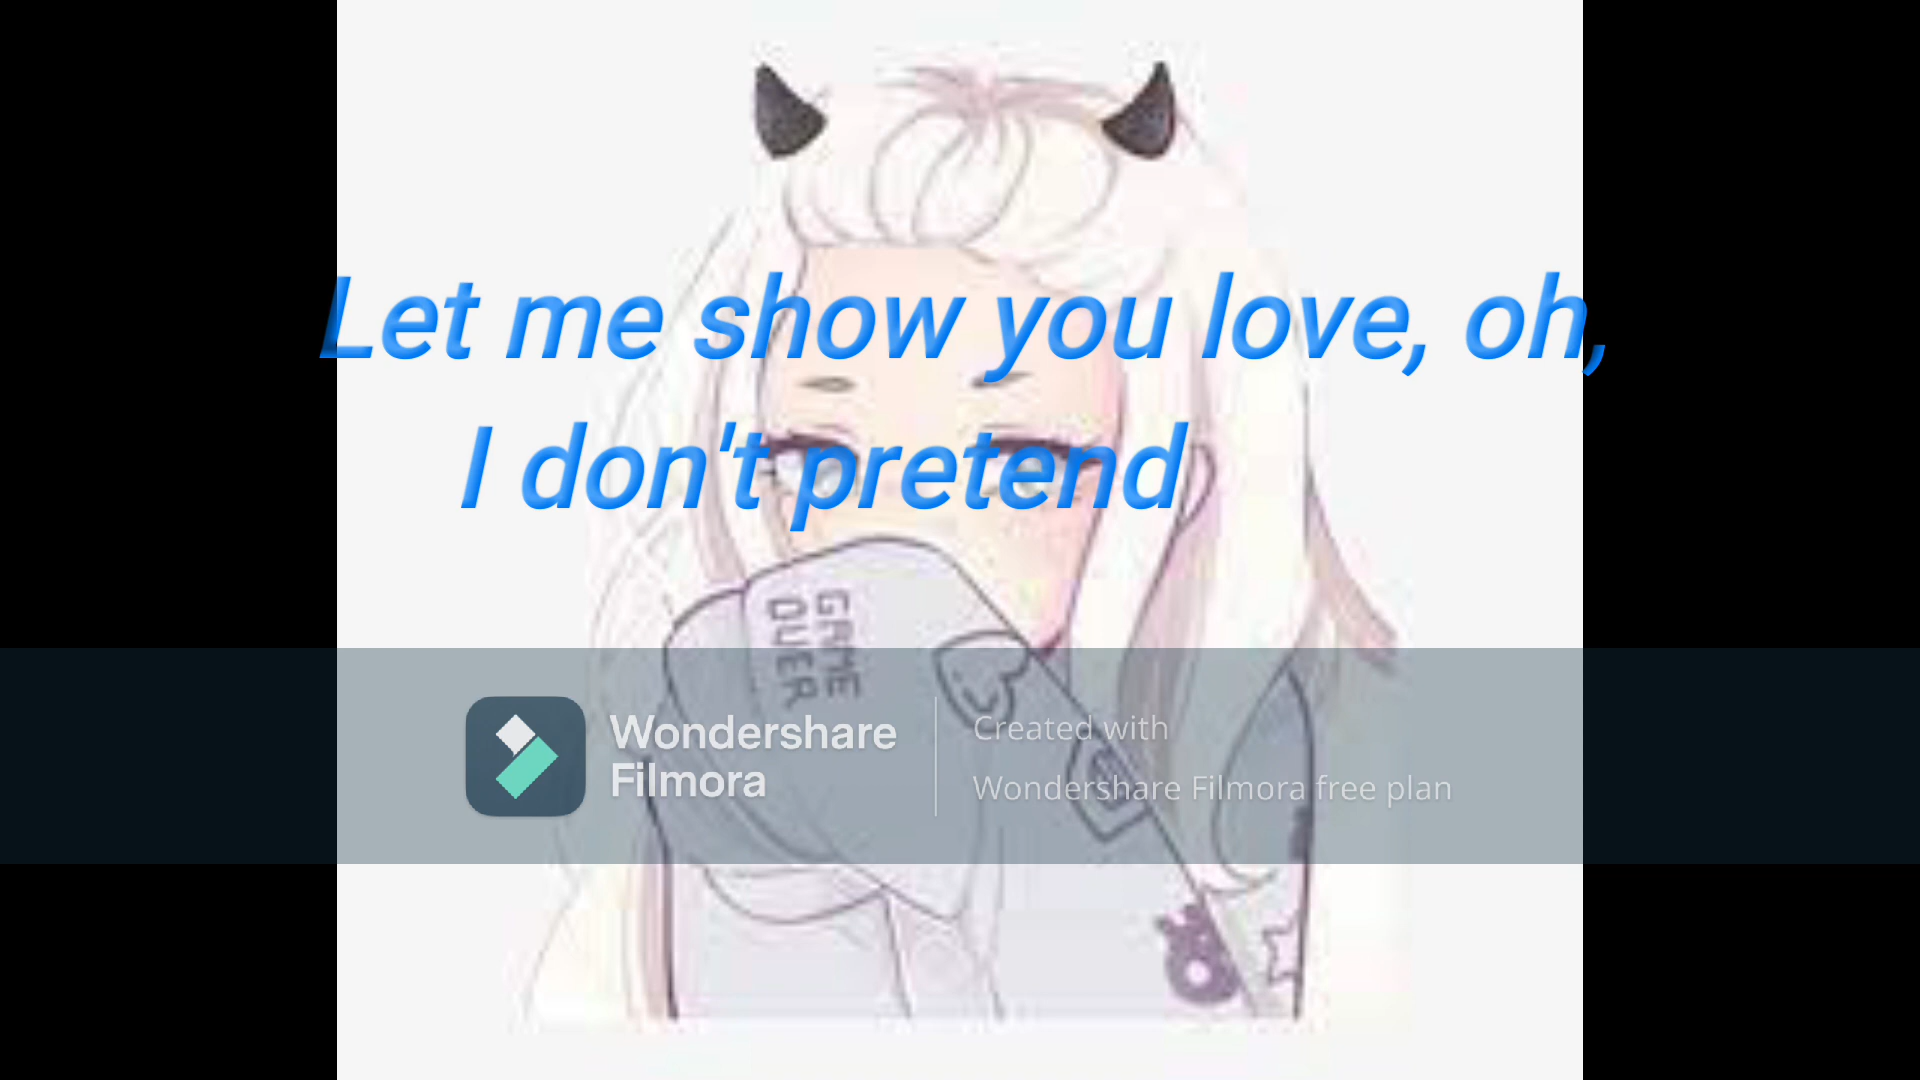 Let me show you love, oh,
I don't pretend
GAME
OVER
Wondershare
Filmora
Created with
Wondershare Filmora free plan